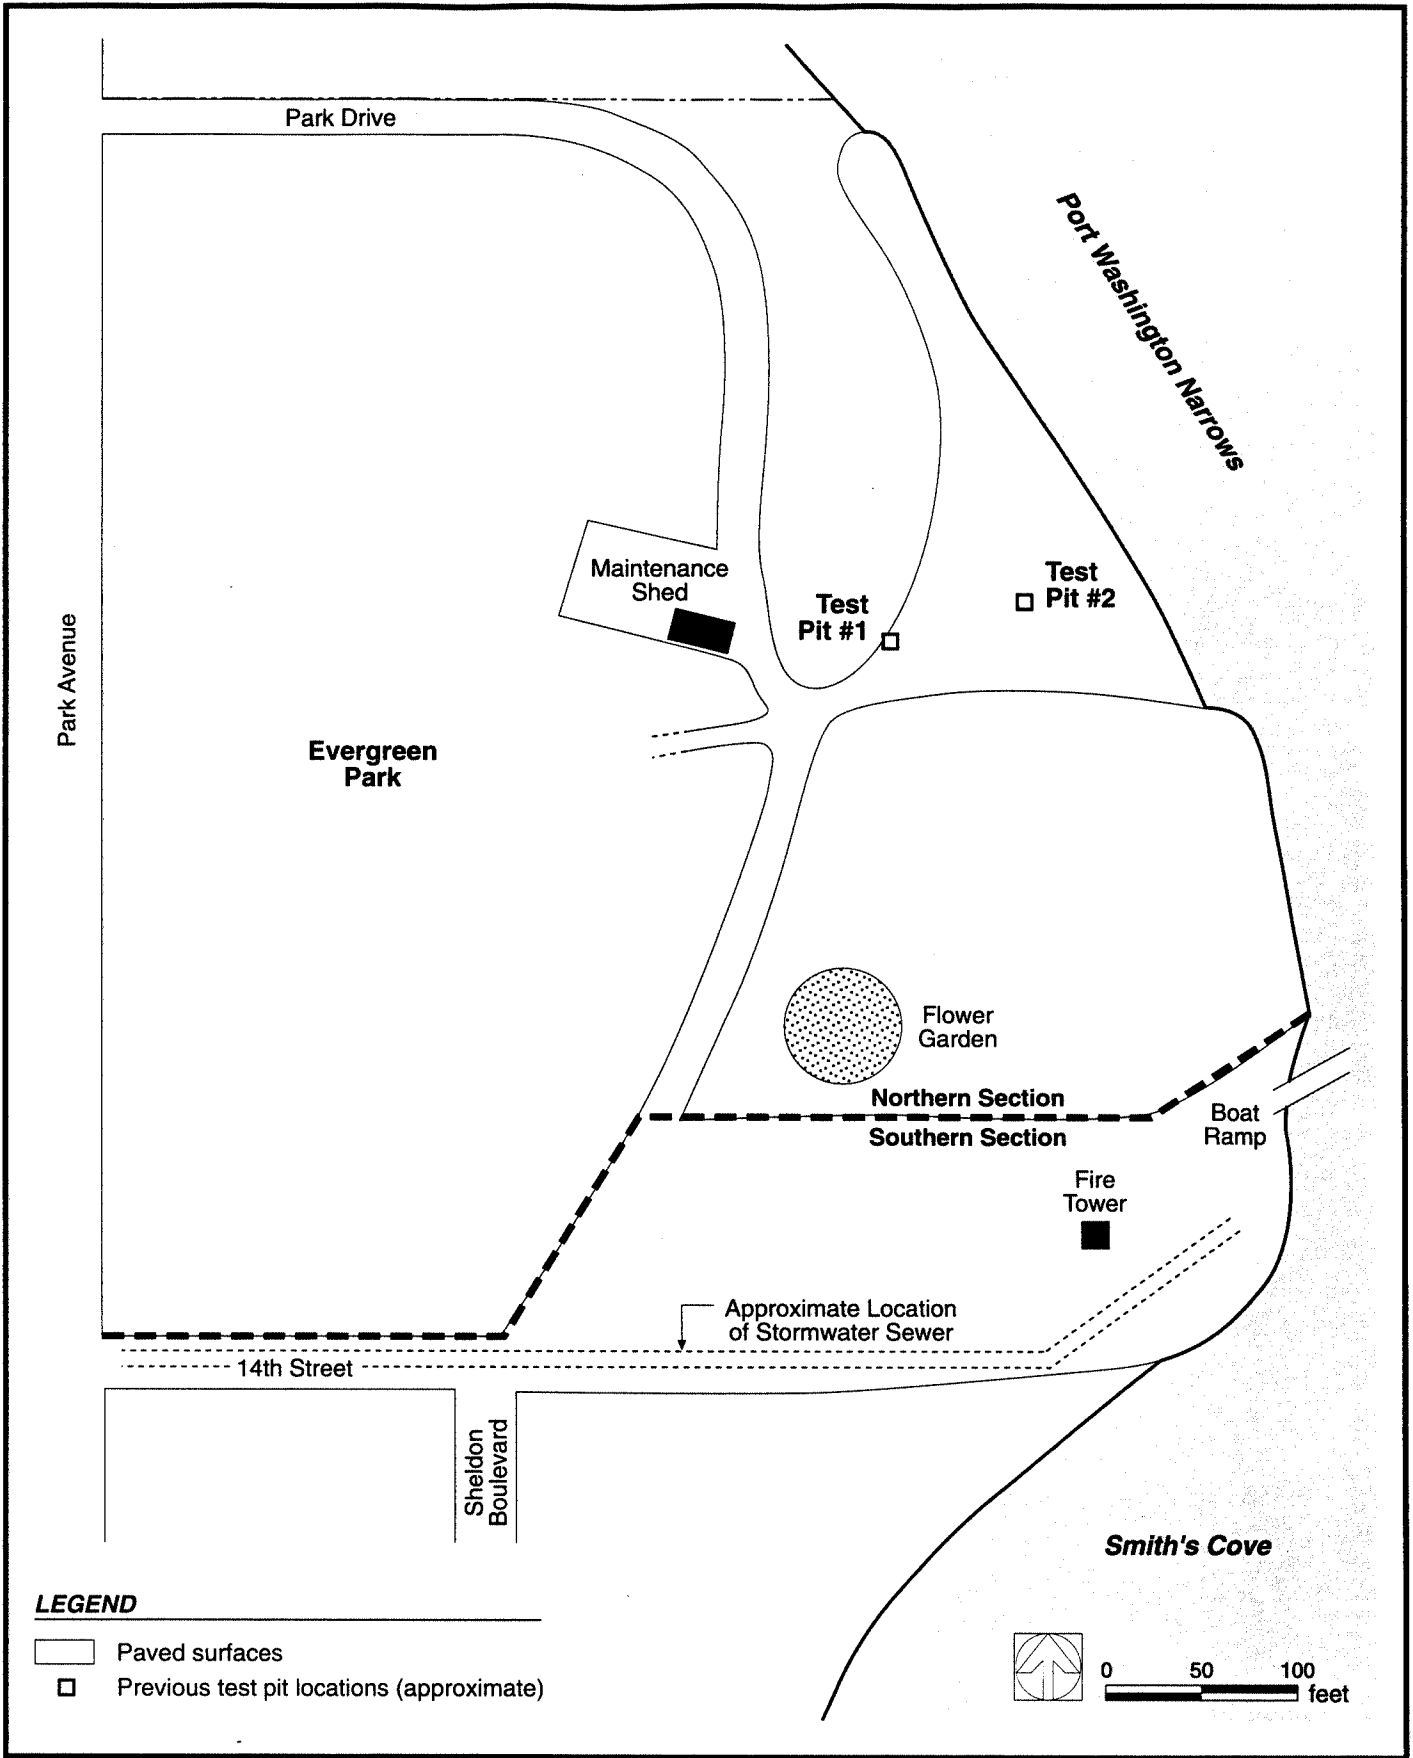 Park Drive
Port Washington Narrows
Maintenance
Shed
Test
Pit #1
Test
Pit #2
Park Avenue
Evergreen
Park
Flower
Garden
Northern Section
Southern Section
Boat
Ramp
Fire
Tower
Approximate Location
of Stormwater Sewer
14th Street
Sheldon
Boulevard
Smith's Cove
LEGEND
Paved surfaces
Previous test pit locations (approximate)
0 50 100
feet